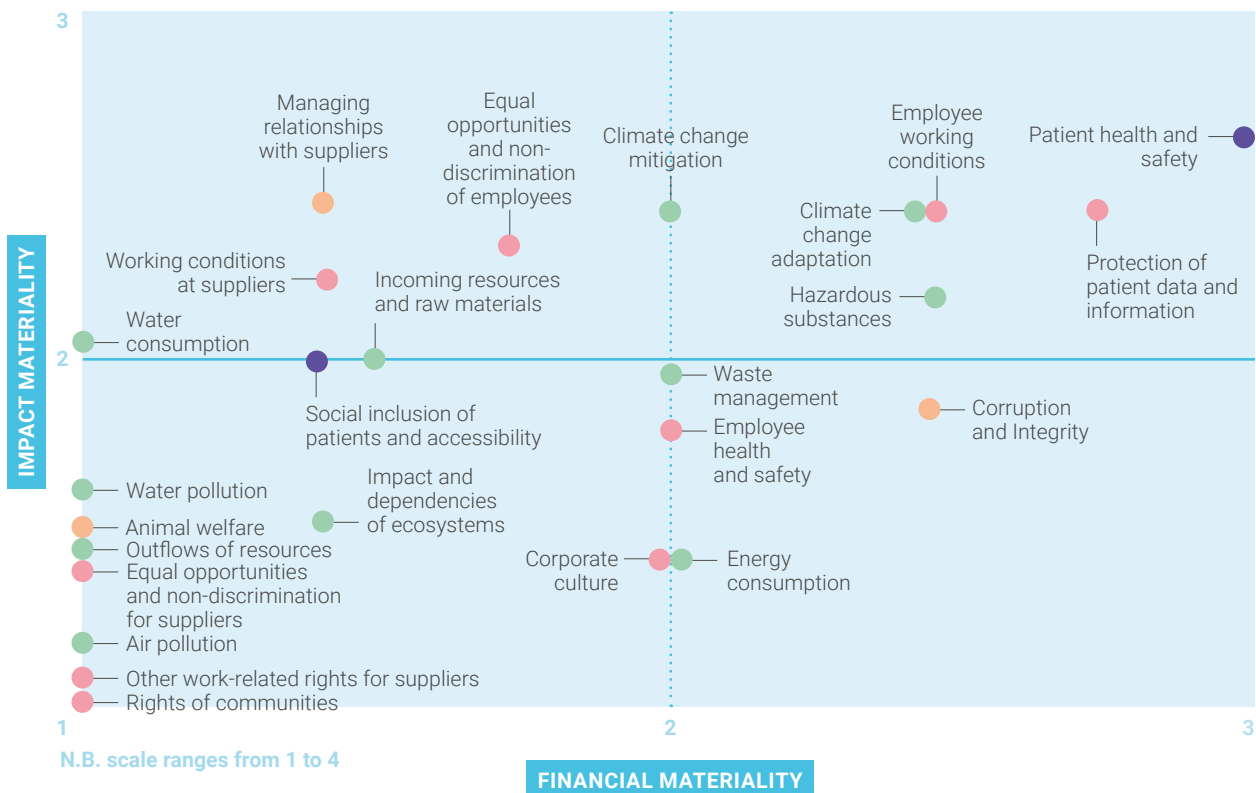 3
Managing
relationships
with suppliers
Equal
opportunities
and non-
discrimination
of employees
Climate change
mitigation
Employee
working
conditions
Patient health and
safety
Working conditions
at suppliers
Incoming resources
and raw materials
Climate
change
adaptation
Hazardous
substances
Protection of
patient data and
information
Water
consumption
IMPACT MATERIALITY
2
Social inclusion of
patients and accessibility
Waste
management
Employee
health
and safety
Corruption
and Integrity
Water pollution
Animal welfare
Outflows of resources
Equal opportunities
and non-discrimination
for suppliers
Air pollution
Other work-related rights for suppliers
Rights of communities
Impact and
dependencies
of ecosystems
Corporate
culture
Energy
consumption
1
2
3
N.B. scale ranges from 1 to 4
FINANCIAL MATERIALITY